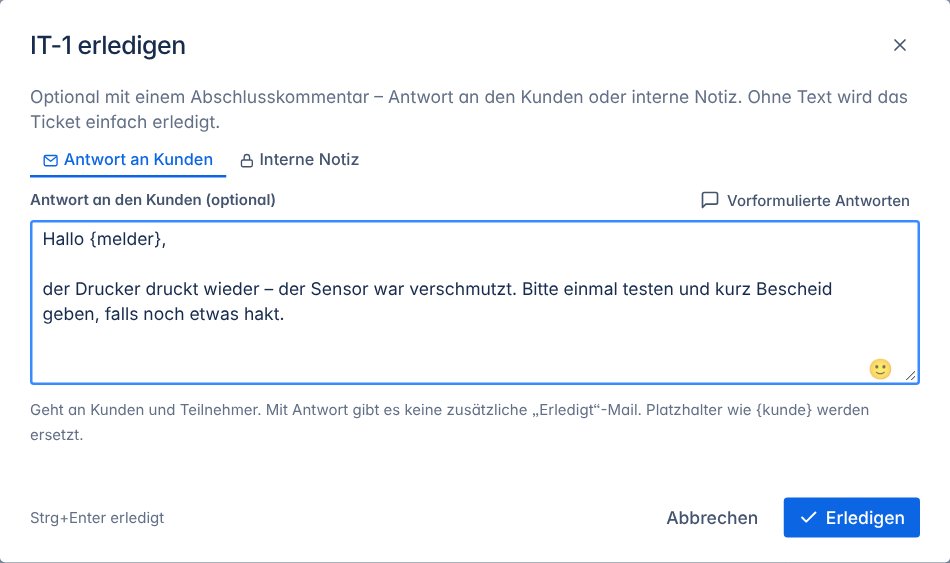 IT-1 erledigen
Optional mit einem Abschlusskommentar – Antwort an den Kunden oder interne Notiz. Ohne Text wird das
Ticket einfach erledigt.
Antwort an Kunden
Interne Notiz
Antwort an den Kunden (optional)
Vorformulierte Antworten
Hallo {melder},
der Drucker druckt wieder – der Sensor war verschmutzt. Bitte einmal testen und kurz Bescheid
geben, falls noch etwas hakt.
Geht an Kunden und Teilnehmer. Mit Antwort gibt es keine zusätzliche „Erledigt“-Mail. Platzhalter wie {kunde} werden
ersetzt.
Strg+Enter erledigt
Abbrechen
Erledigen